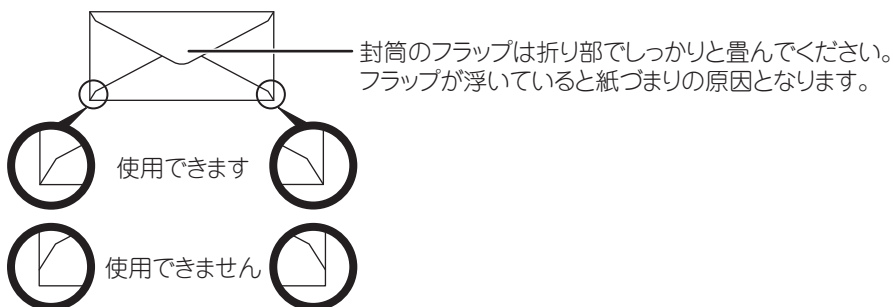 封筒のフラップは折り部でしっかりと畳んでください。
フラップが浮いていると紙づまりの原因となります。
使用できます
使用できません